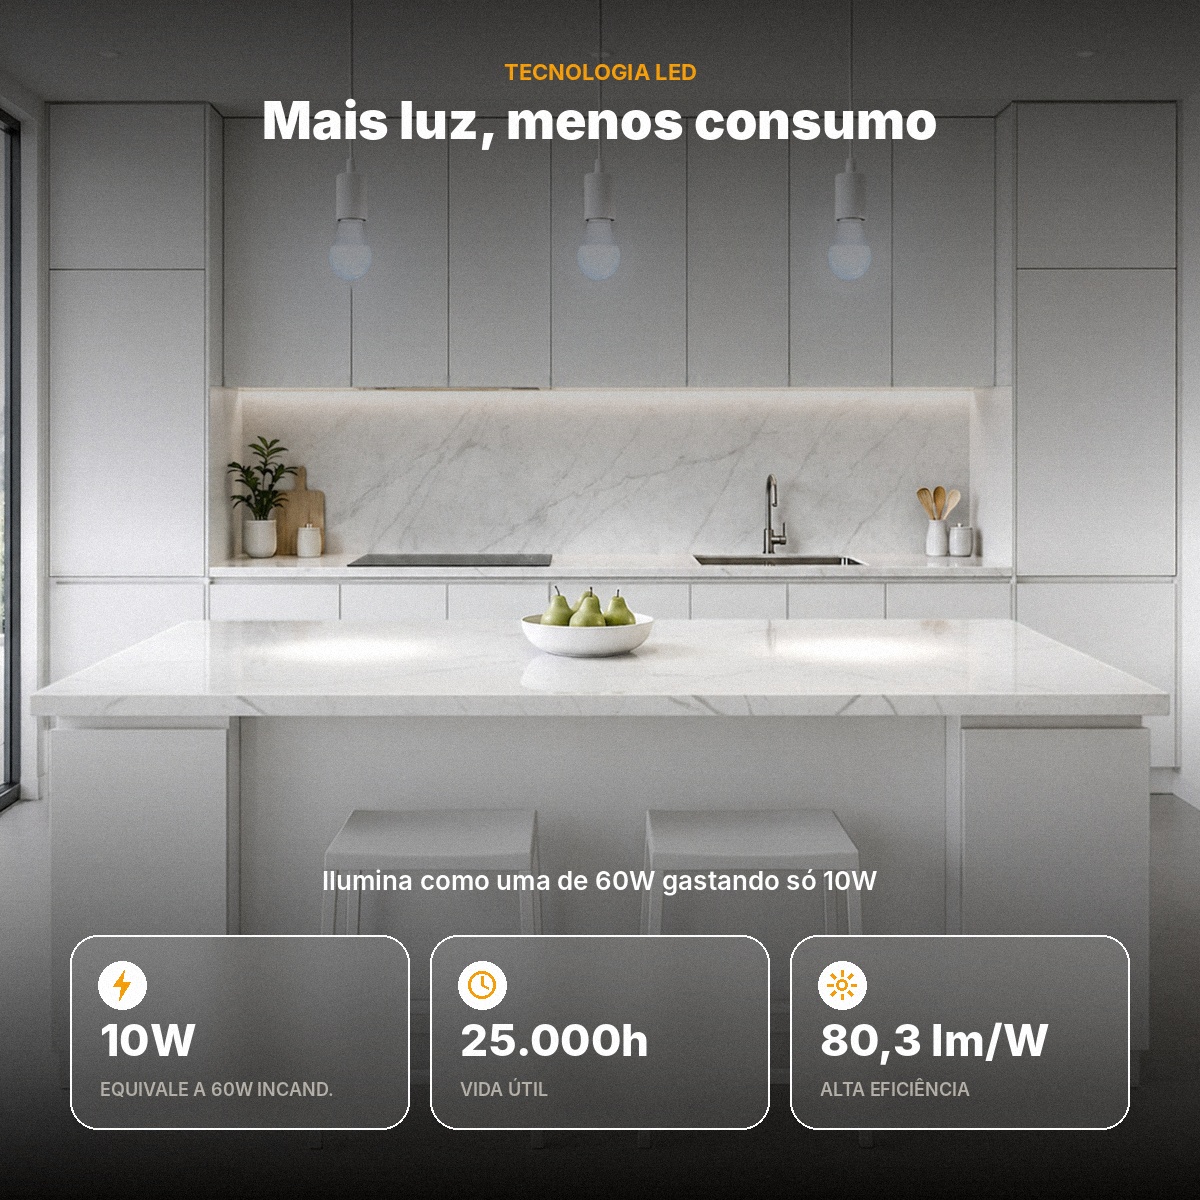 TECNOLOGIA LED
Mais luz, menos consumo
Ilumina como uma de 60W gastando só 10W
10W
EQUIVALE A 60W INCAND.
25.000h
VIDA ÚTIL
80,3 lm/W
ALTA EFICIÊNCIA